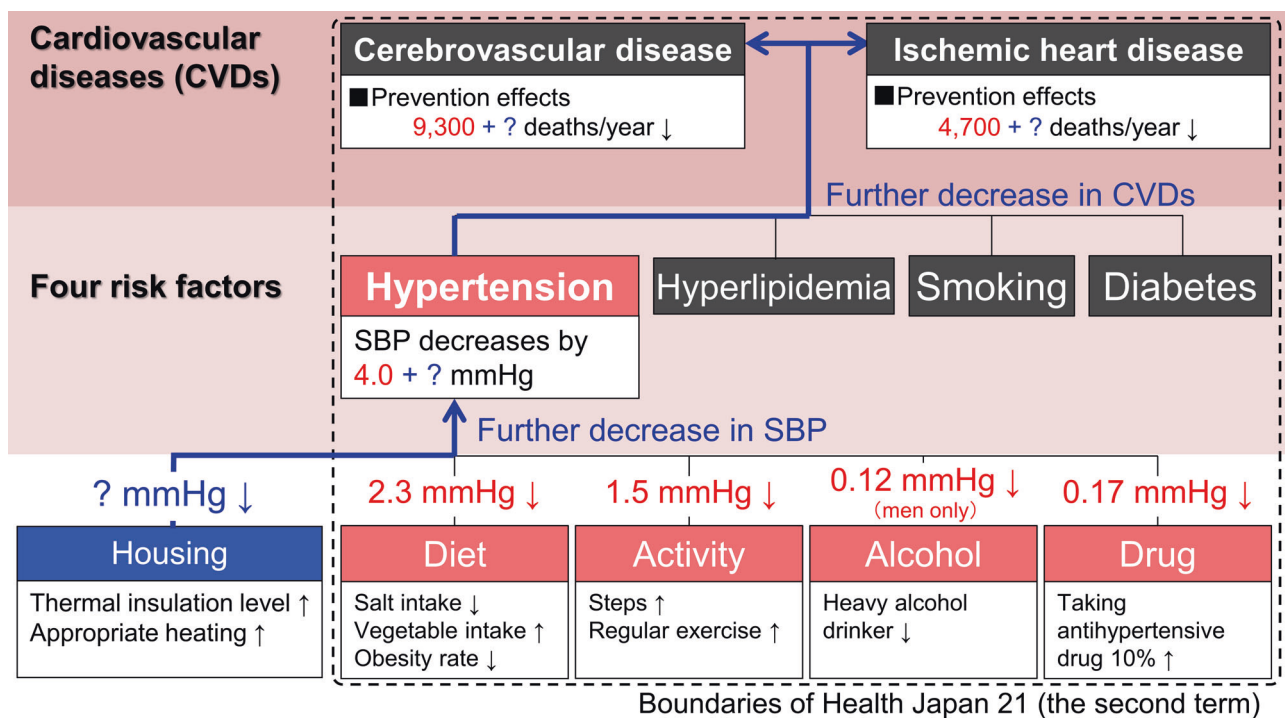 Cardiovascular
diseases (CVDs)
Cerebrovascular disease
■Prevention effects
9,300 + ? deaths/year ↓
Ischemic heart disease
■Prevention effects
4,700 + ? deaths/year ↓
Further decrease in CVDs
Four risk factors
Hypertension
SBP decreases by
4.0 + ? mmHg
Hyperlipidemia
Smoking
Diabetes
Further decrease in SBP
? mmHg ↓
2.3 mmHg ↓
1.5 mmHg ↓
0.12 mmHg ↓
(men only)
0.17 mmHg ↓
Housing
Thermal insulation level ↑
Appropriate heating ↑
Diet
Salt intake ↓
Vegetable intake ↑
Obesity rate ↓
Activity
Steps ↑
Regular exercise ↑
Alcohol
Heavy alcohol
drinker ↓
Drug
Taking
antihypertensive
drug 10% ↑
Boundaries of Health Japan 21 (the second term)